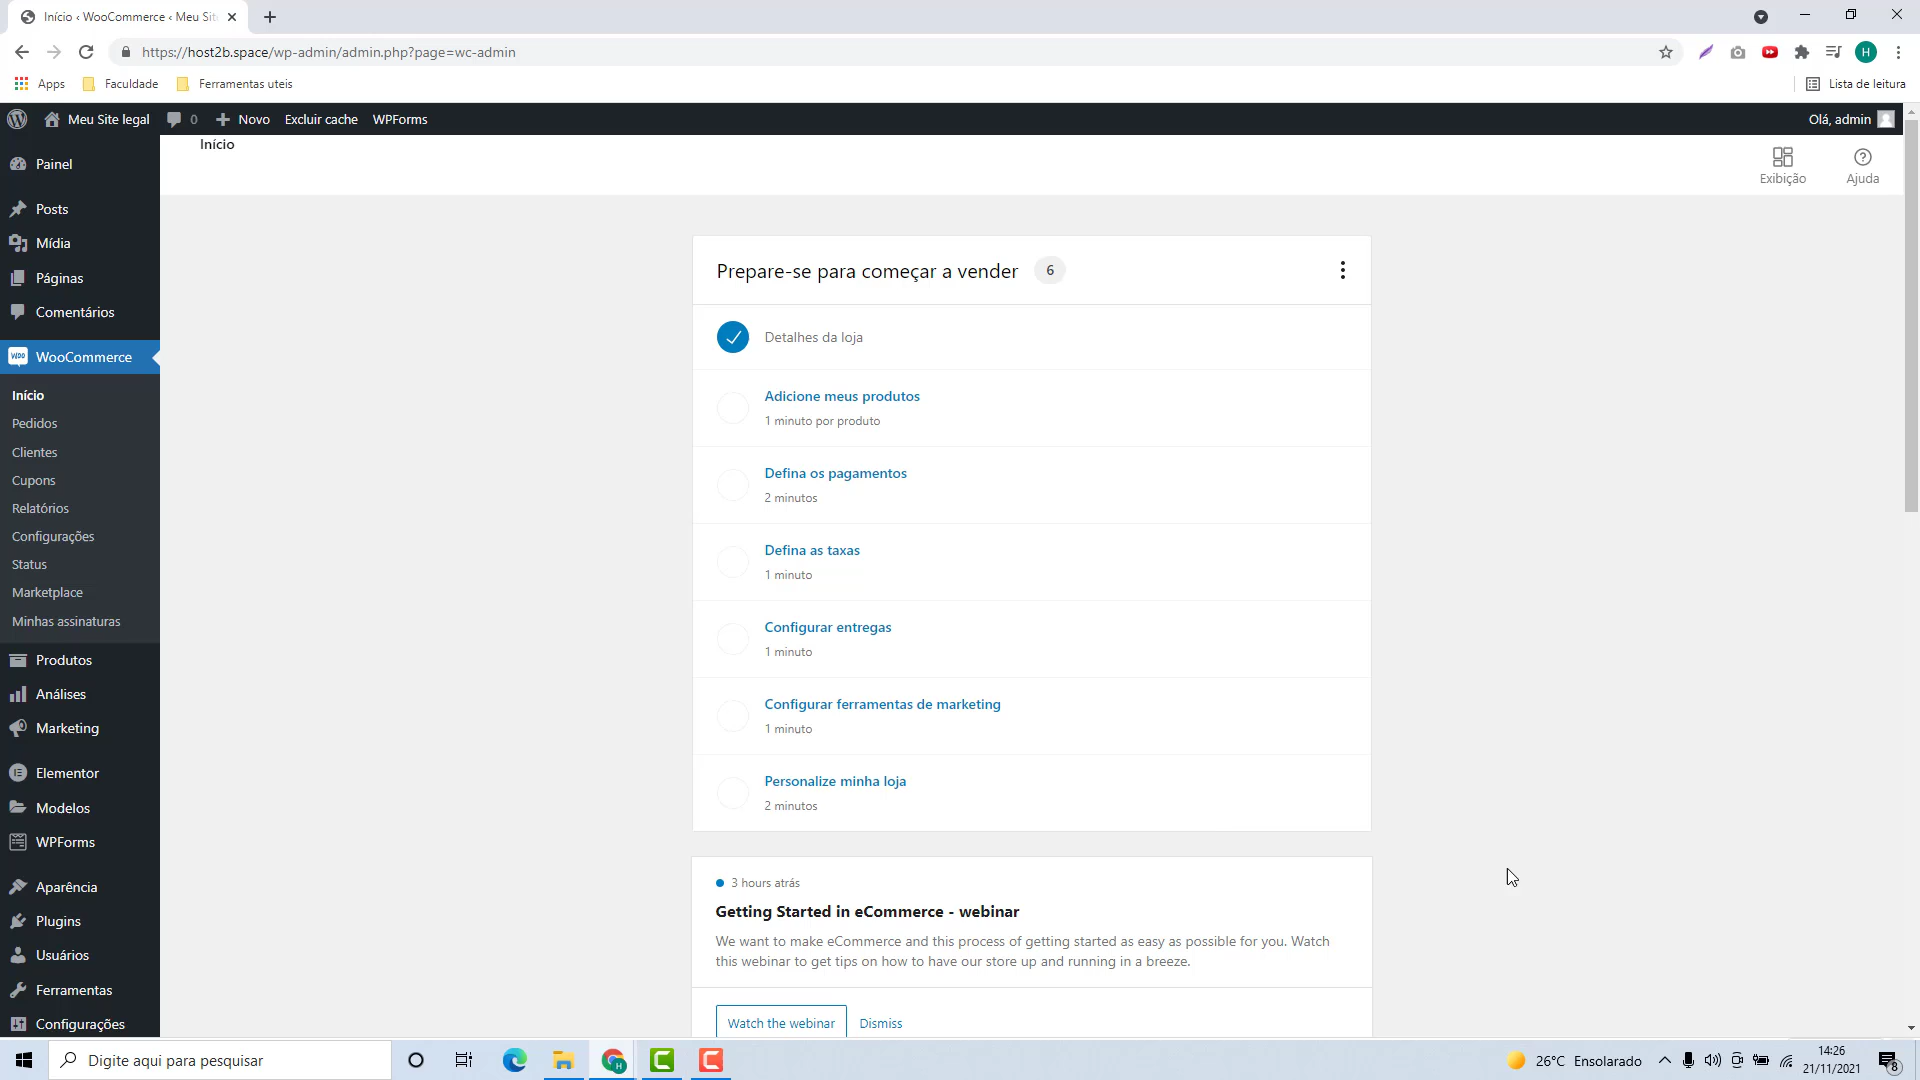 Início ‹ WooCommerce ‹ Meu Sit
https://host2b.space/wp-admin/admin.php?page=wc-admin
H
Apps
Faculdade
Ferramentas uteis
Lista de leitura
Meu Site legal
0
Novo
Excluir cache
WPForms
Olá, admin
Início
Exibição
Ajuda
Painel
Posts
Mídia
Páginas
Comentários
WooCommerce
Início
Pedidos
Clientes
Cupons
Relatórios
Configurações
Status
Marketplace
Minhas assinaturas
Produtos
Análises
Marketing
Elementor
Modelos
WPForms
Aparência
Plugins
Usuários
Ferramentas
Configurações
Prepare-se para começar a vender 6
Detalhes da loja
Adicione meus produtos
1 minuto por produto
Defina os pagamentos
2 minutos
Defina as taxas
1 minuto
Configurar entregas
1 minuto
Configurar ferramentas de marketing
1 minuto
Personalize minha loja
2 minutos
3 hours atrás
Getting Started in eCommerce - webinar
We want to make eCommerce and this process of getting started as easy as possible for you. Watch
this webinar to get tips on how to have our store up and running in a breeze.
Watch the webinar
Dismiss
Digite aqui para pesquisar
26°C Ensolarado
14:26
21/11/2021
8